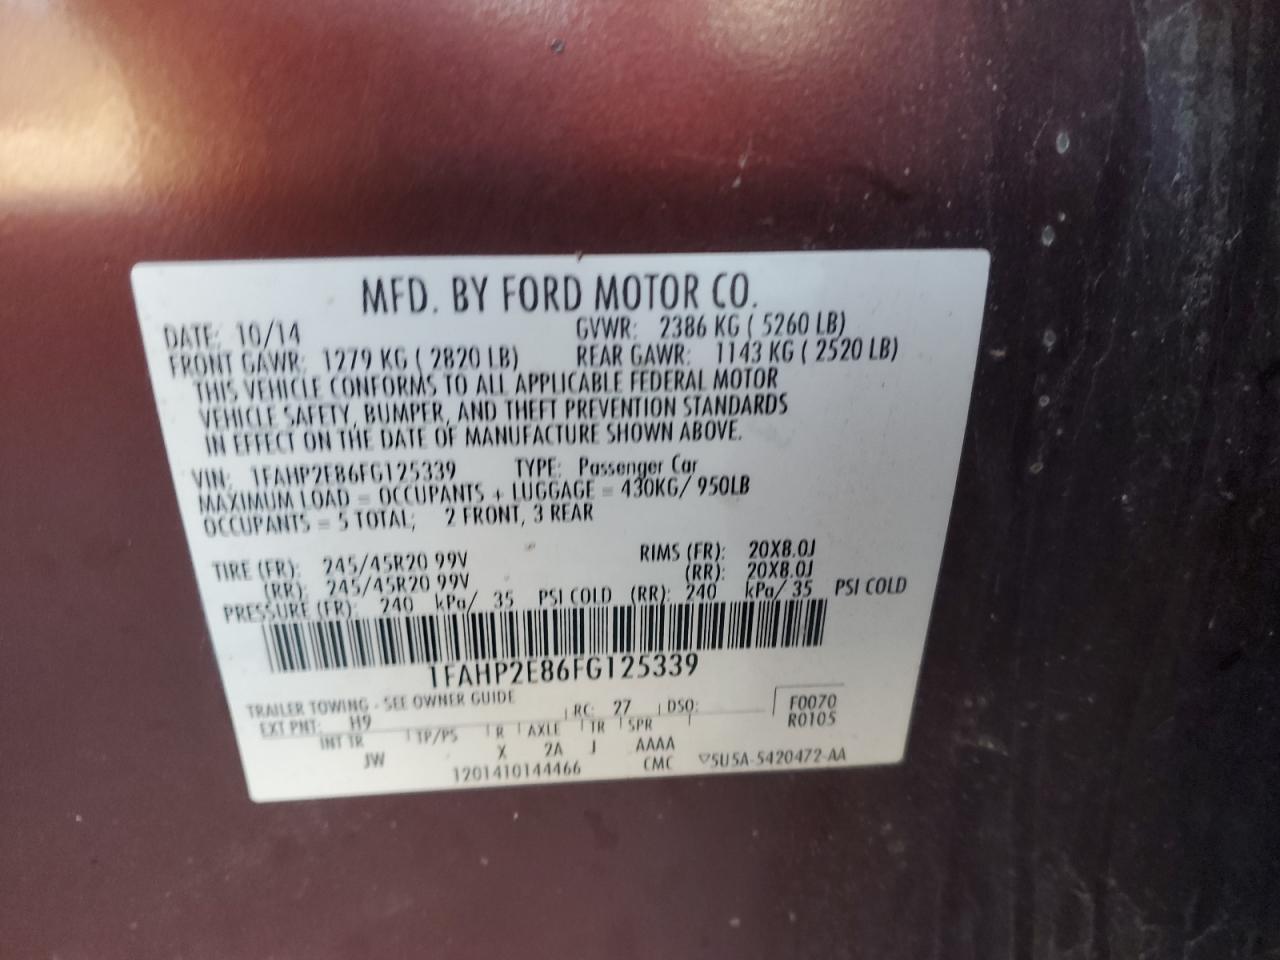 MFD. BY FORD MOTOR CO.
DATE: 10/14 GVWR: 2386 KG ( 5260 LB)
FRONT GAWR: 1279 KG ( 2820 LB) REAR GAWR: 1143 KG ( 2520 LB)
THIS VEHICLE CONFORMS TO ALL APPLICABLE FEDERAL MOTOR
VEHICLE SAFETY, BUMPER, AND THEFT PREVENTION STANDARDS
IN EFFECT ON THE DATE OF MANUFACTURE SHOWN ABOVE.
VIN: 1FAHP2E86FG125339 TYPE: Passenger Car
MAXIMUM LOAD = OCCUPANTS + LUGGAGE = 430KG/ 950LB
OCCUPANTS = 5 TOTAL; 2 FRONT, 3 REAR
TIRE (FR): 245/45R20 99V RIMS (FR): 20X8.0J
(RR): 245/45R20 99V (RR): 20X8.0J
PRESSURE (FR): 240 kPa/ 35 PSI COLD (RR): 240 kPa/ 35 PSI COLD
1FAHP2E86FG125339
TRAILER TOWING - SEE OWNER GUIDE
EXT PNT: H9 RC: 27 DSO: F0070
R0105
INT TR TP/PS R AXLE TR SPR
JW X 2A J AAAA
1201410144466 CMC 5U5A-5420472-AA